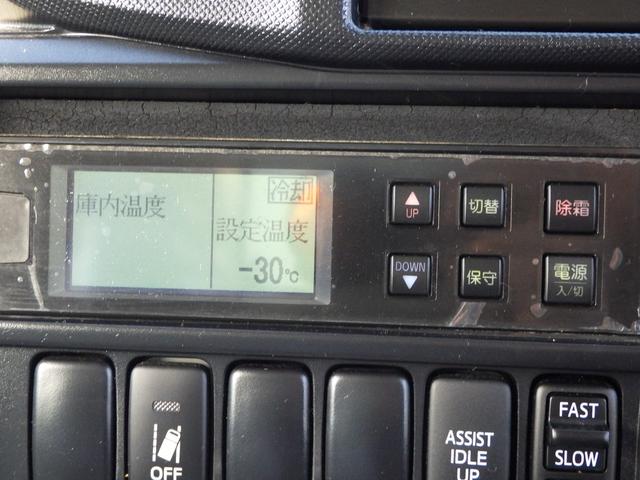 庫内温度
冷却
設定温度
-30℃
▲
UP
切替
除霜
DOWN
▼
保守
電源
入/切
OFF
ASSIST
IDLE
UP
FAST
SLOW